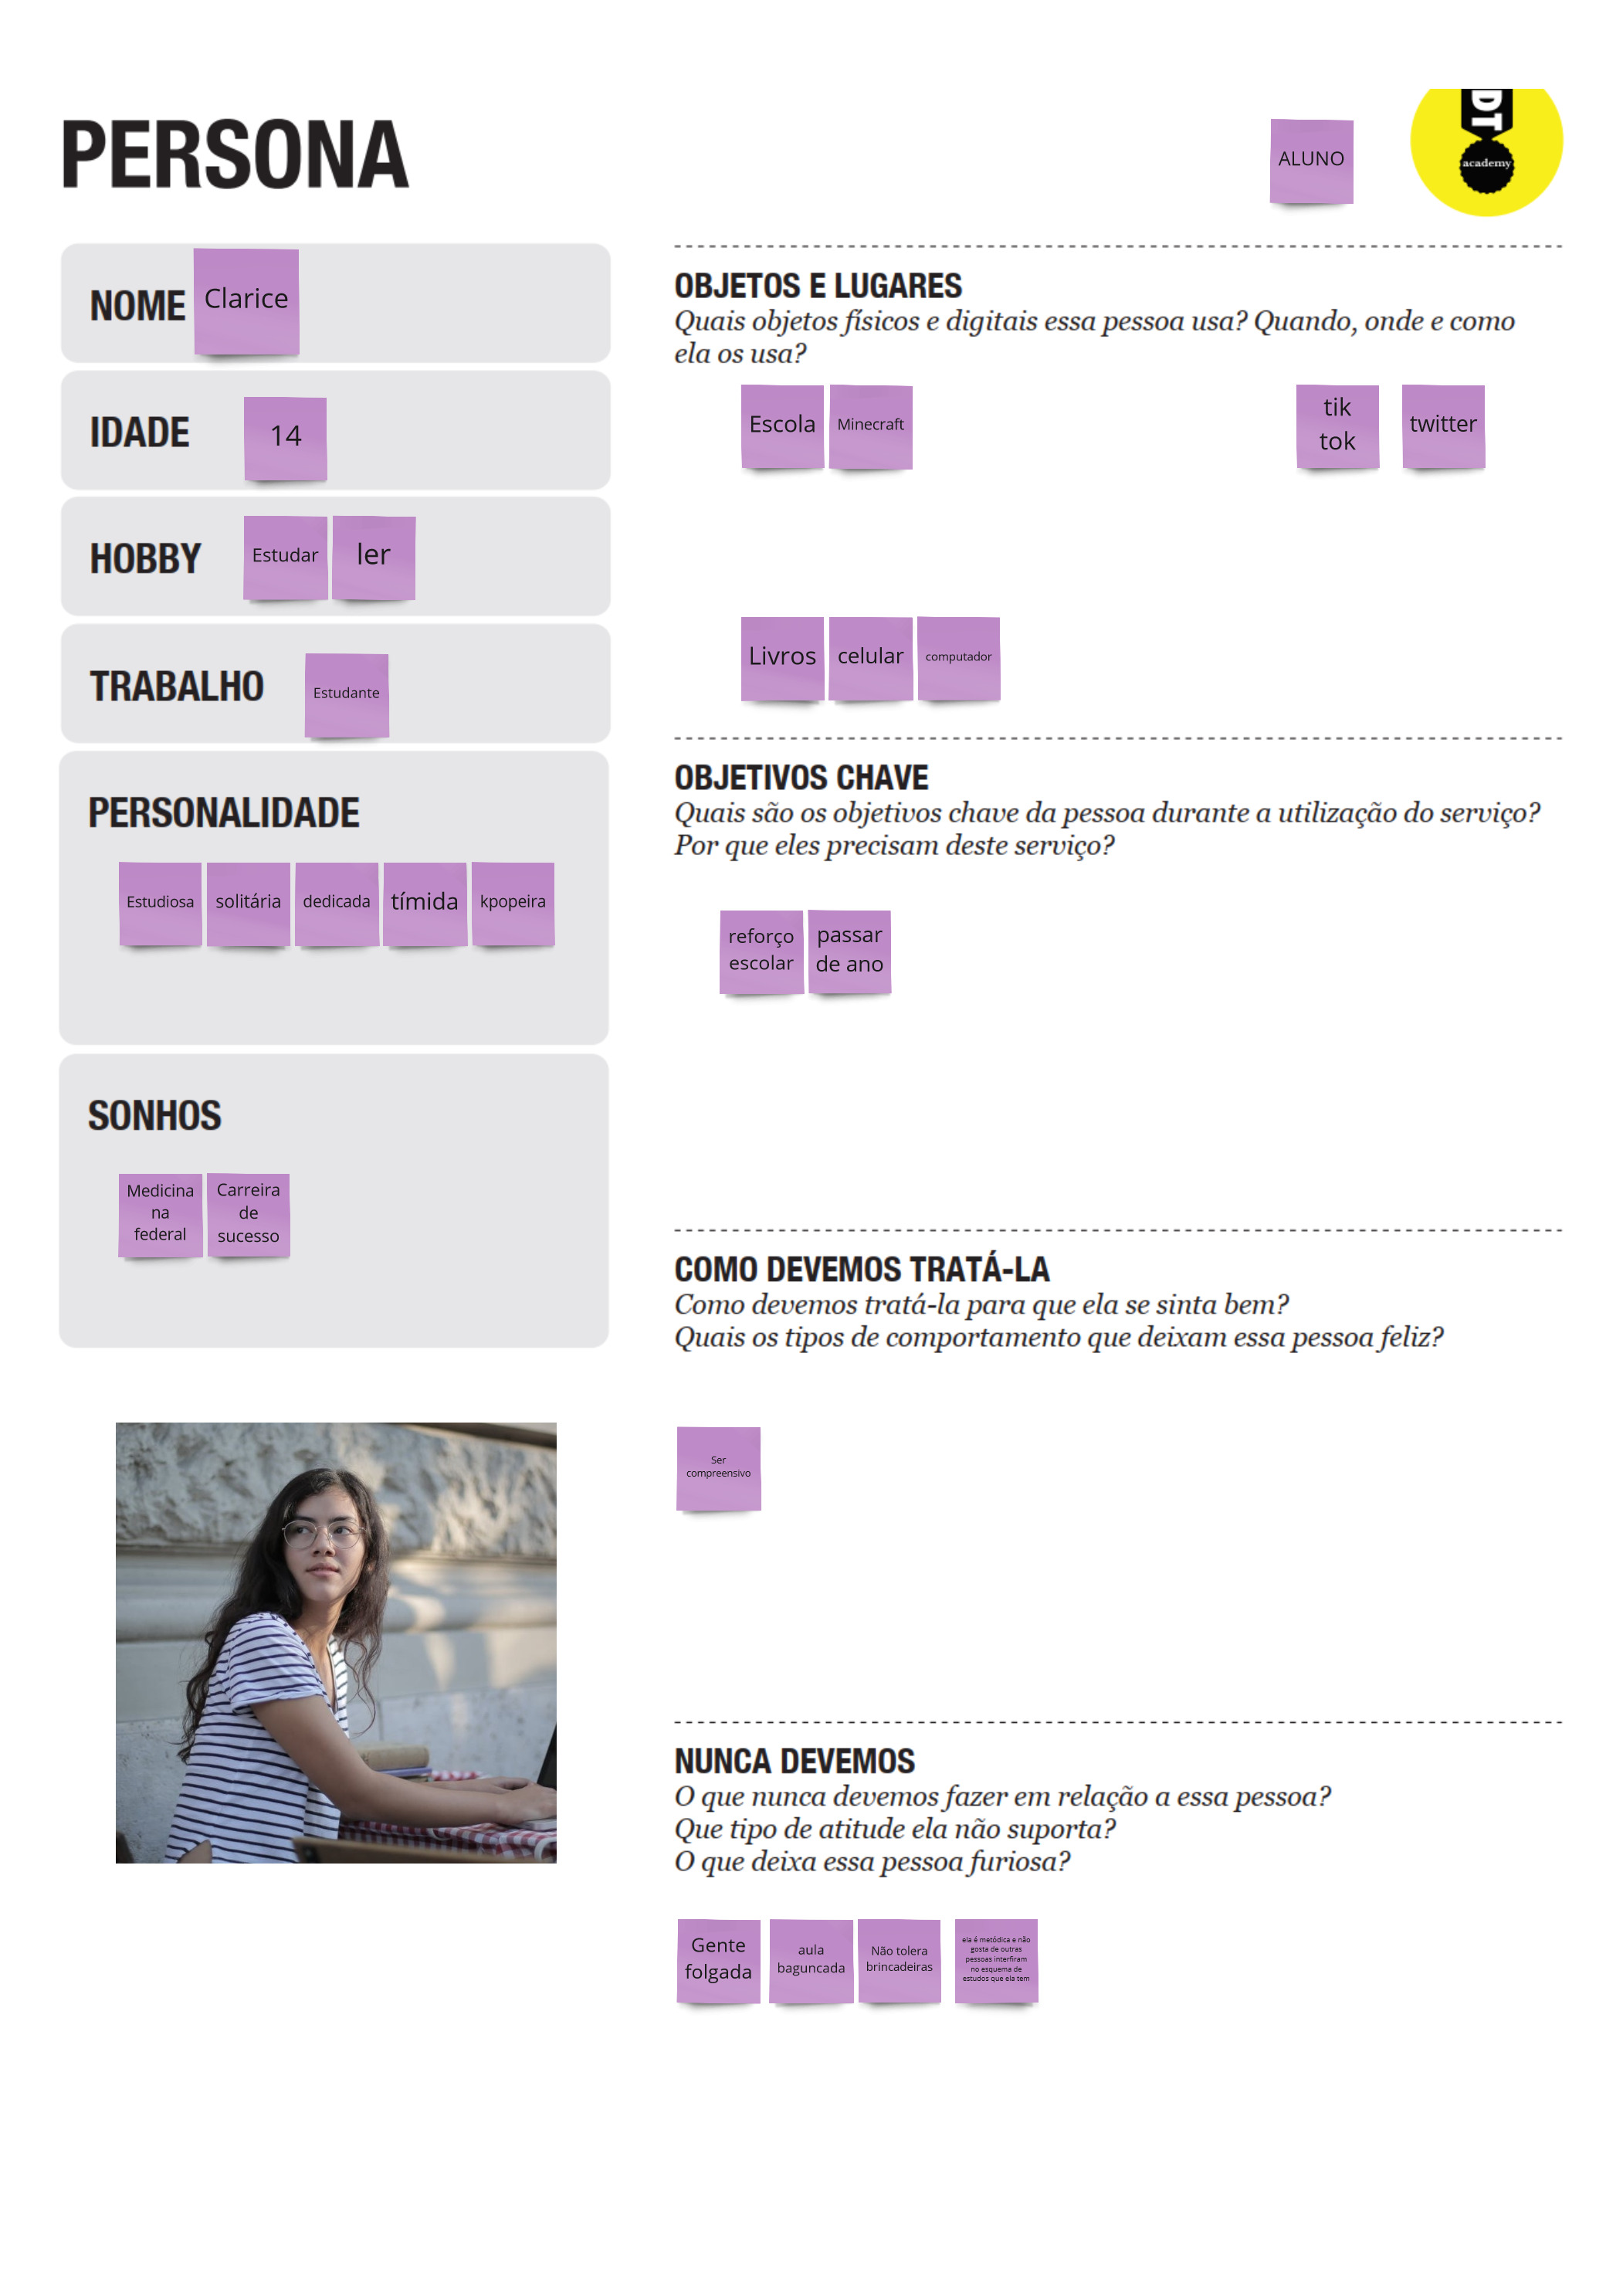 PERSONA
ALUNO
DT
academy
NOME
Clarice
IDADE
14
HOBBY
Estudar
ler
TRABALHO
Estudante
PERSONALIDADE
Estudiosa
solitária
dedicada
tímida
kpopeira
SONHOS
Medicina
na
federal
Carreira
de
sucesso
OBJETOS E LUGARES
Quais objetos físicos e digitais essa pessoa usa? Quando, onde e como
ela os usa?
Escola
Minecraft
tik
tok
twitter
Livros
celular
computador
OBJETIVOS CHAVE
Quais são os objetivos chave da pessoa durante a utilização do serviço?
Por que eles precisam deste serviço?
reforço
escolar
passar
de ano
COMO DEVEMOS TRATÁ-LA
Como devemos tratá-la para que ela se sinta bem?
Quais os tipos de comportamento que deixam essa pessoa feliz?
Ser
compreensivo
NUNCA DEVEMOS
O que nunca devemos fazer em relação a essa pessoa?
Que tipo de atitude ela não suporta?
O que deixa essa pessoa furiosa?
Gente
folgada
aula
baguncada
Não tolera
brincadeiras
ela é metódica e não
gosta de outras
pessoas interfiram
no esquema de
estudos que ela tem